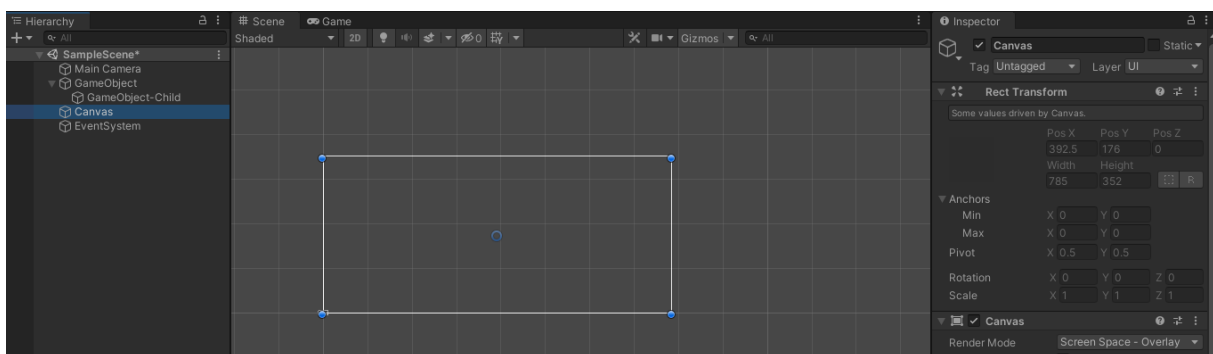 Hierarchy
All
SampleScene*
Main Camera
GameObject
GameObject-Child
Canvas
EventSystem
Scene
Game
Shaded
2D
0
Gizmos
All
Inspector
Canvas
Static
Tag Untagged
Layer UI
Rect Transform
Some values driven by Canvas.
Pos X Pos Y Pos Z
392.5 176 0
Width Height
785 352
R
Anchors
Min X 0 Y 0
Max X 0 Y 0
Pivot X 0.5 Y 0.5
Rotation X 0 Y 0 Z 0
Scale X 1 Y 1 Z 1
Canvas
Render Mode Screen Space - Overlay